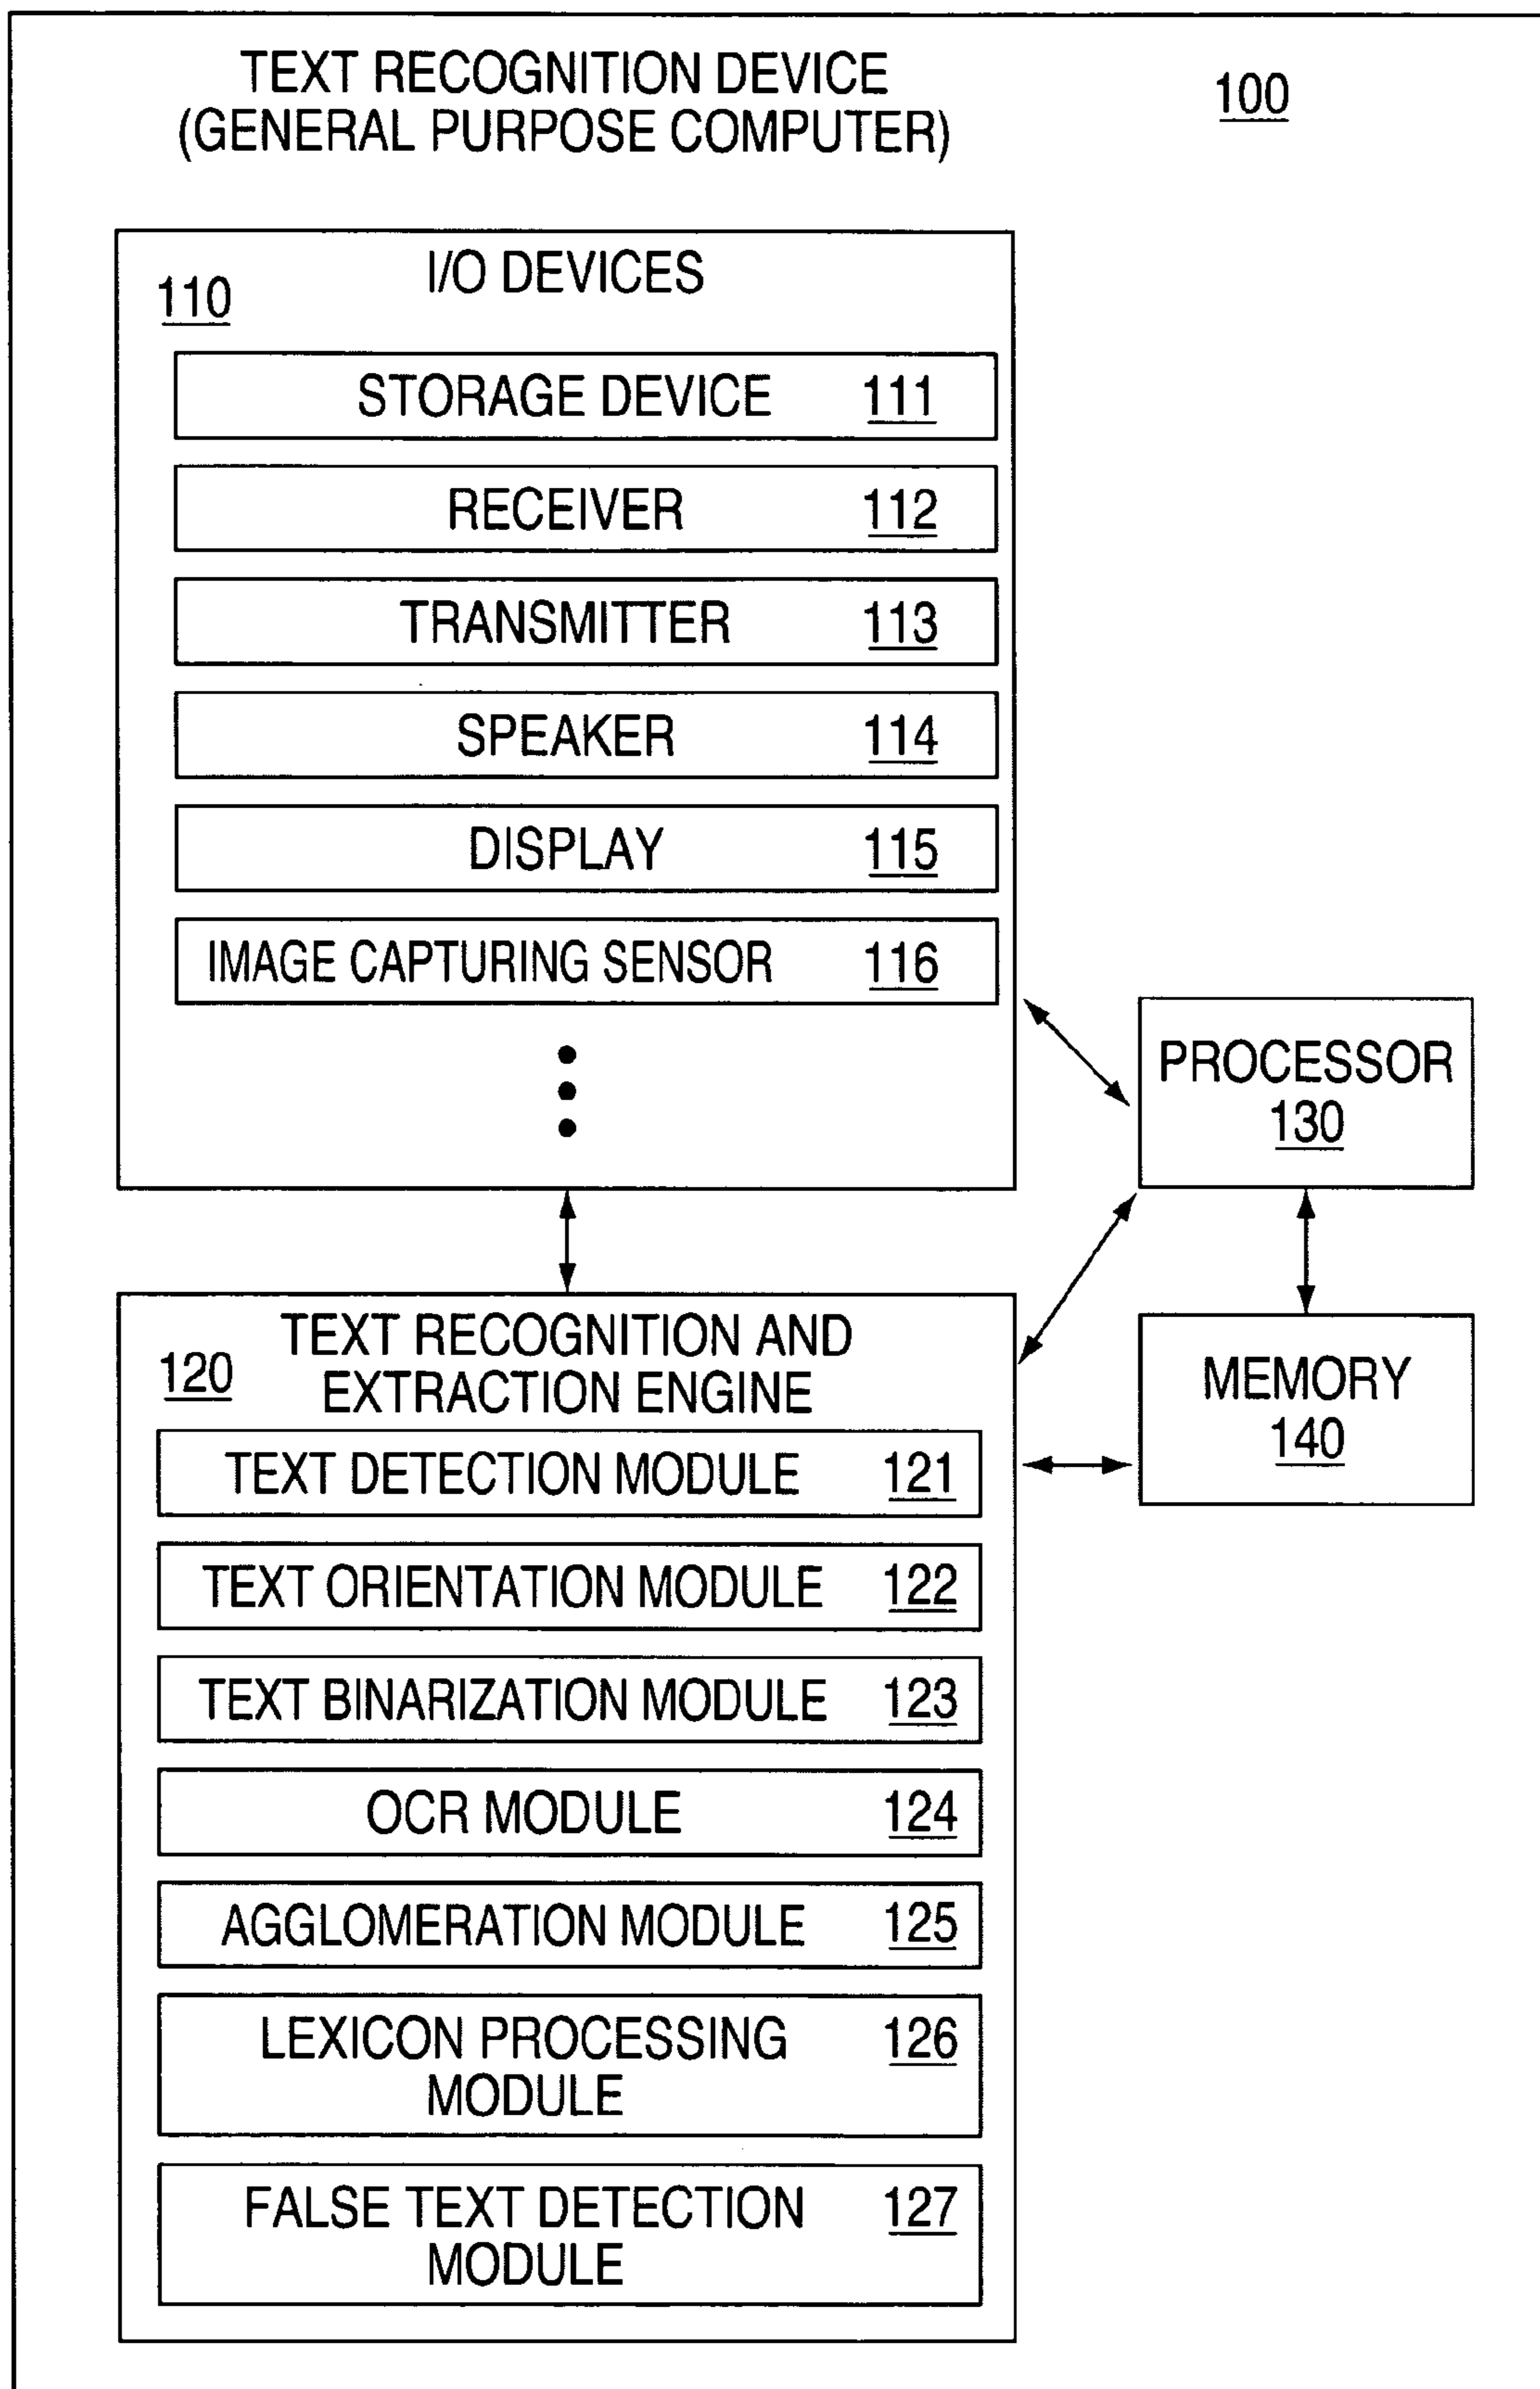 TEXT RECOGNITION DEVICE
(GENERAL PURPOSE COMPUTER)
100
I/O DEVICES
110
STORAGE DEVICE 111
RECEIVER 112
TRANSMITTER 113
SPEAKER 114
DISPLAY 115
IMAGE CAPTURING SENSOR 116
PROCESSOR
130
TEXT RECOGNITION AND
EXTRACTION ENGINE
120
MEMORY
140
TEXT DETECTION MODULE 121
TEXT ORIENTATION MODULE 122
TEXT BINARIZATION MODULE 123
OCR MODULE 124
AGGLOMERATION MODULE 125
LEXICON PROCESSING 126
MODULE
FALSE TEXT DETECTION 127
MODULE